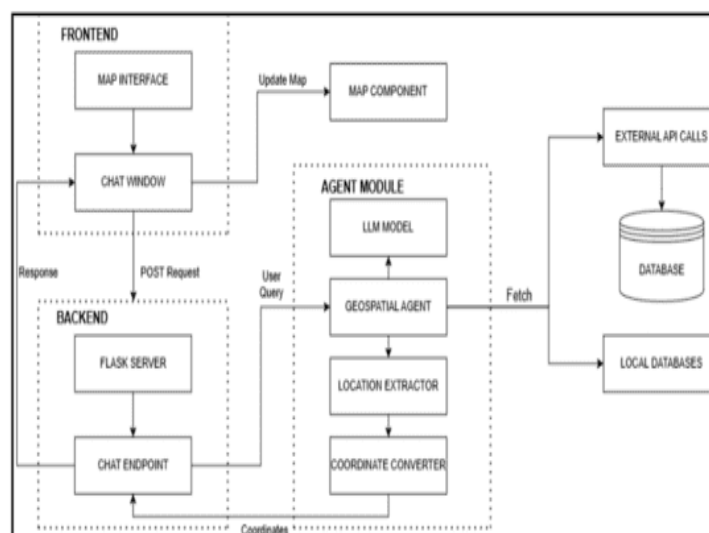 FRONTEND
MAP INTERFACE
Update Map
MAP COMPONENT
EXTERNAL API CALLS
CHAT WINDOW
AGENT MODULE
LLM MODEL
DATABASE
Response
POST Request
User
Query
BACKEND
GEOSPATIAL AGENT
Fetch
FLASK SERVER
LOCATION EXTRACTOR
LOCAL DATABASES
CHAT ENDPOINT
COORDINATE CONVERTER
Coordinates